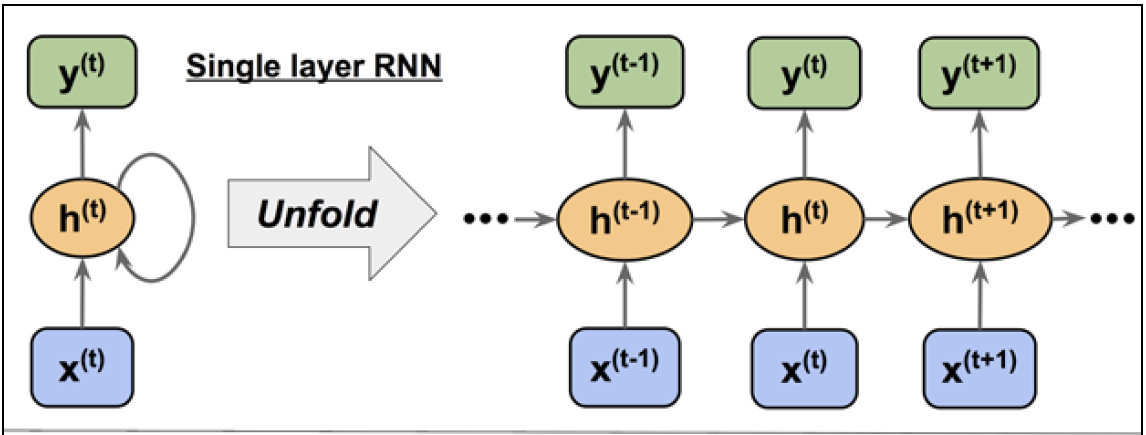 Single layer RNN
y(t)
h(t)
x(t)
Unfold
y(t-1) y(t) y(t+1)
••• h(t-1) h(t) h(t+1) •••
x(t-1) x(t) x(t+1)